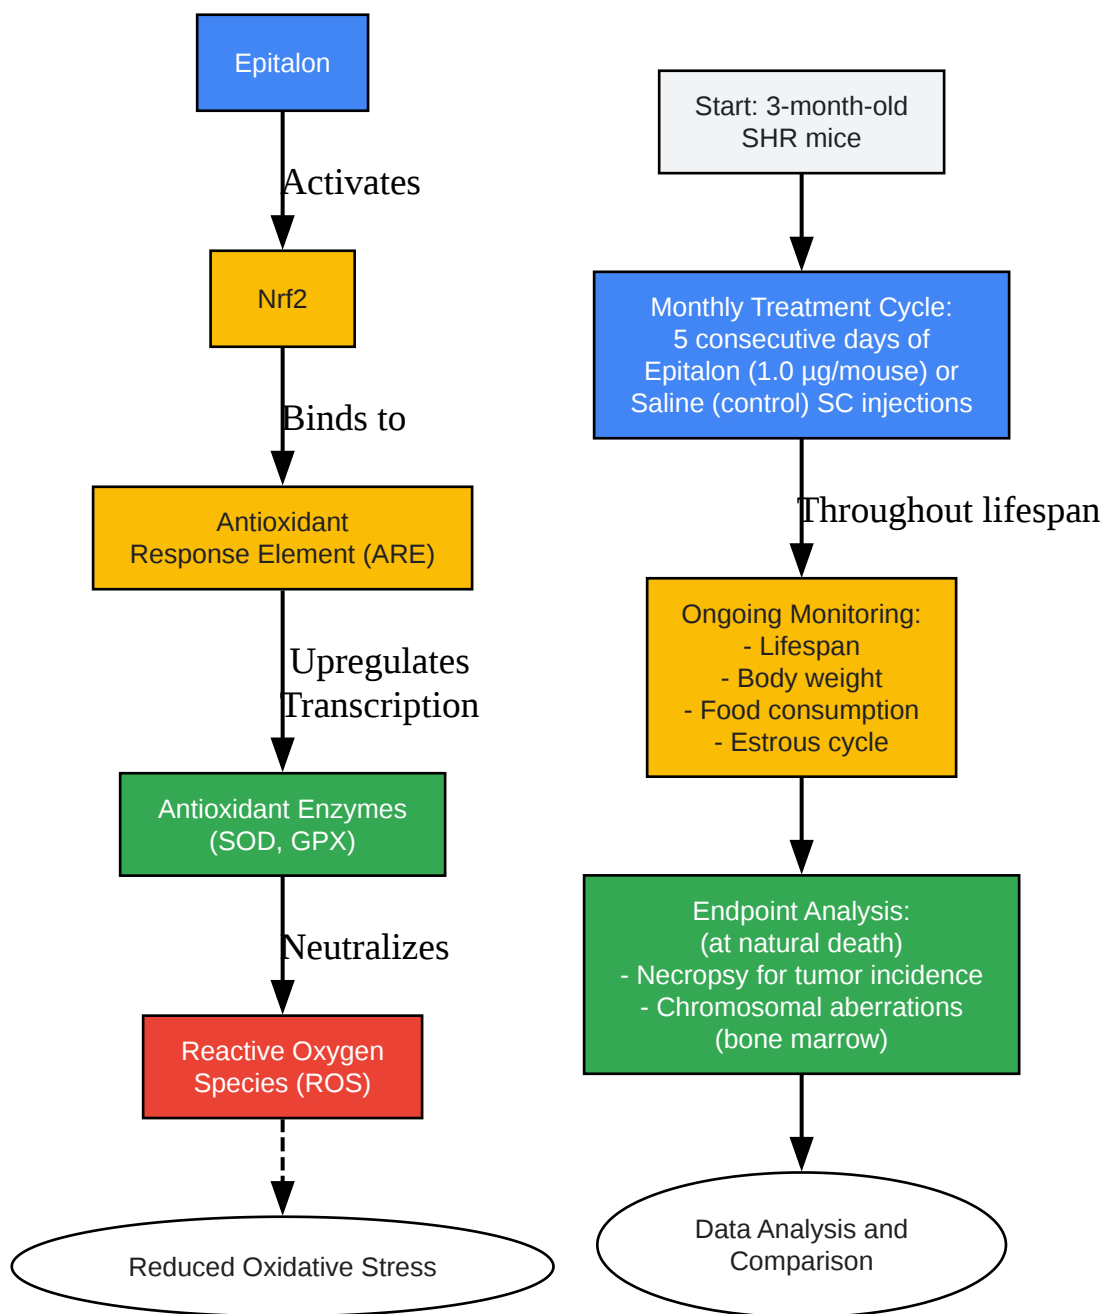 Epitalon
Activates
Nrf2
Binds to
Antioxidant
Response Element (ARE)
Upregulates
Transcription
Antioxidant Enzymes
(SOD, GPX)
Neutralizes
Reactive Oxygen
Species (ROS)
Reduced Oxidative Stress
Start: 3-month-old
SHR mice
Monthly Treatment Cycle:
5 consecutive days of
Epitalon (1.0 µg/mouse) or
Saline (control) SC injections
Throughout lifespan
Ongoing Monitoring:
- Lifespan
- Body weight
- Food consumption
- Estrous cycle
Endpoint Analysis:
(at natural death)
- Necropsy for tumor incidence
- Chromosomal aberrations
(bone marrow)
Data Analysis and
Comparison